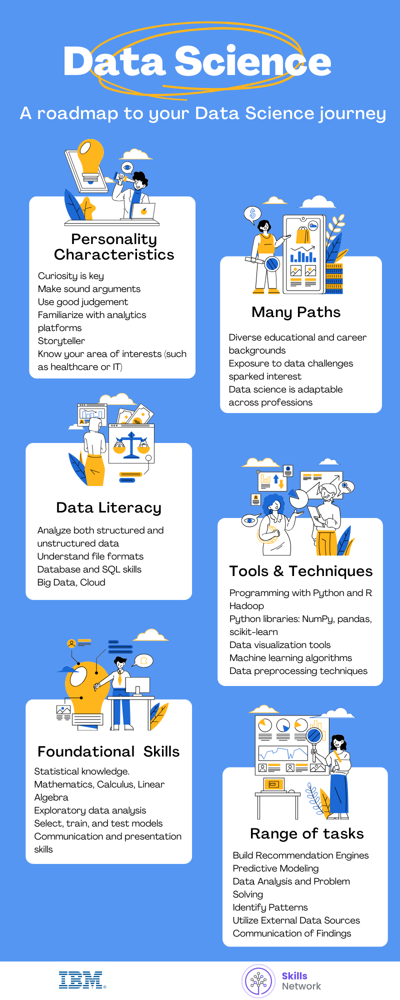 Data Science
A roadmap to your Data Science journey
Personality
Characteristics
Curiosity is key
Make sound arguments
Use good judgement
Familiarize with analytics
platforms
Storyteller
Know your area of interests (such
as healthcare or IT)
Many Paths
Diverse educational and career
backgrounds
Exposure to data challenges
sparked interest
Data science is adaptable
across professions
Data Literacy
Analyze both structured and
unstructured data
Understand file formats
Database and SQL skills
Big Data, Cloud
Tools & Techniques
Programming with Python and R
Hadoop
Python libraries: NumPy, pandas,
scikit-learn
Data visualization tools
Machine learning algorithms
Data preprocessing techniques
Foundational Skills
Statistical knowledge.
Mathematics, Calculus, Linear
Algebra
Exploratory data analysis
Select, train, and test models
Communication and presentation
skills
Range of tasks
Build Recommendation Engines
Predictive Modeling
Data Analysis and Problem
Solving
Identify Patterns
Utilize External Data Sources
Communication of Findings
IBM®
Skills
Network